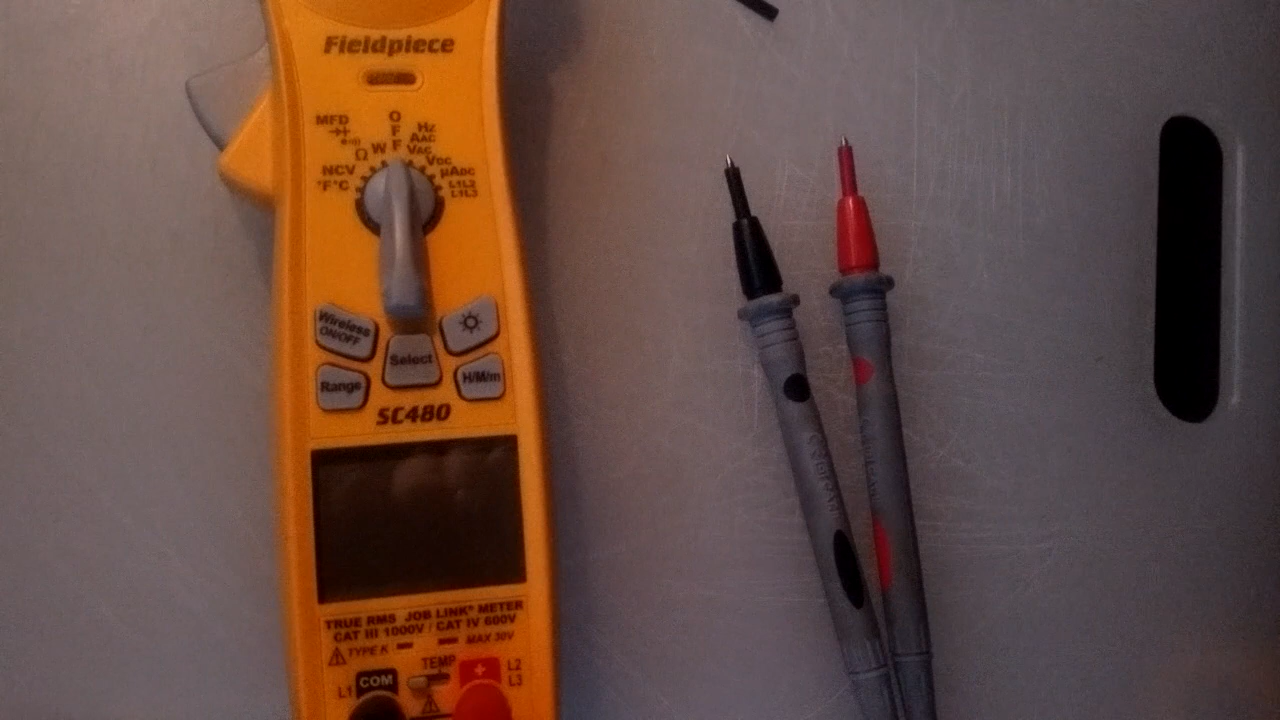 Fieldpiece
MFD
O
F
F
Hz
AAC
VAC
VDC
µADC
L1L2
L1L3
W
Ω
NCV
°F°C
Wireless
ON/OFF
Select
Range
H/M/m
SC480
TRUE RMS JOB LINK® METER
CAT III 1000V / CAT IV 600V
TYPE K
MAX 30V
TEMP
L1
COM
+
L2
L3